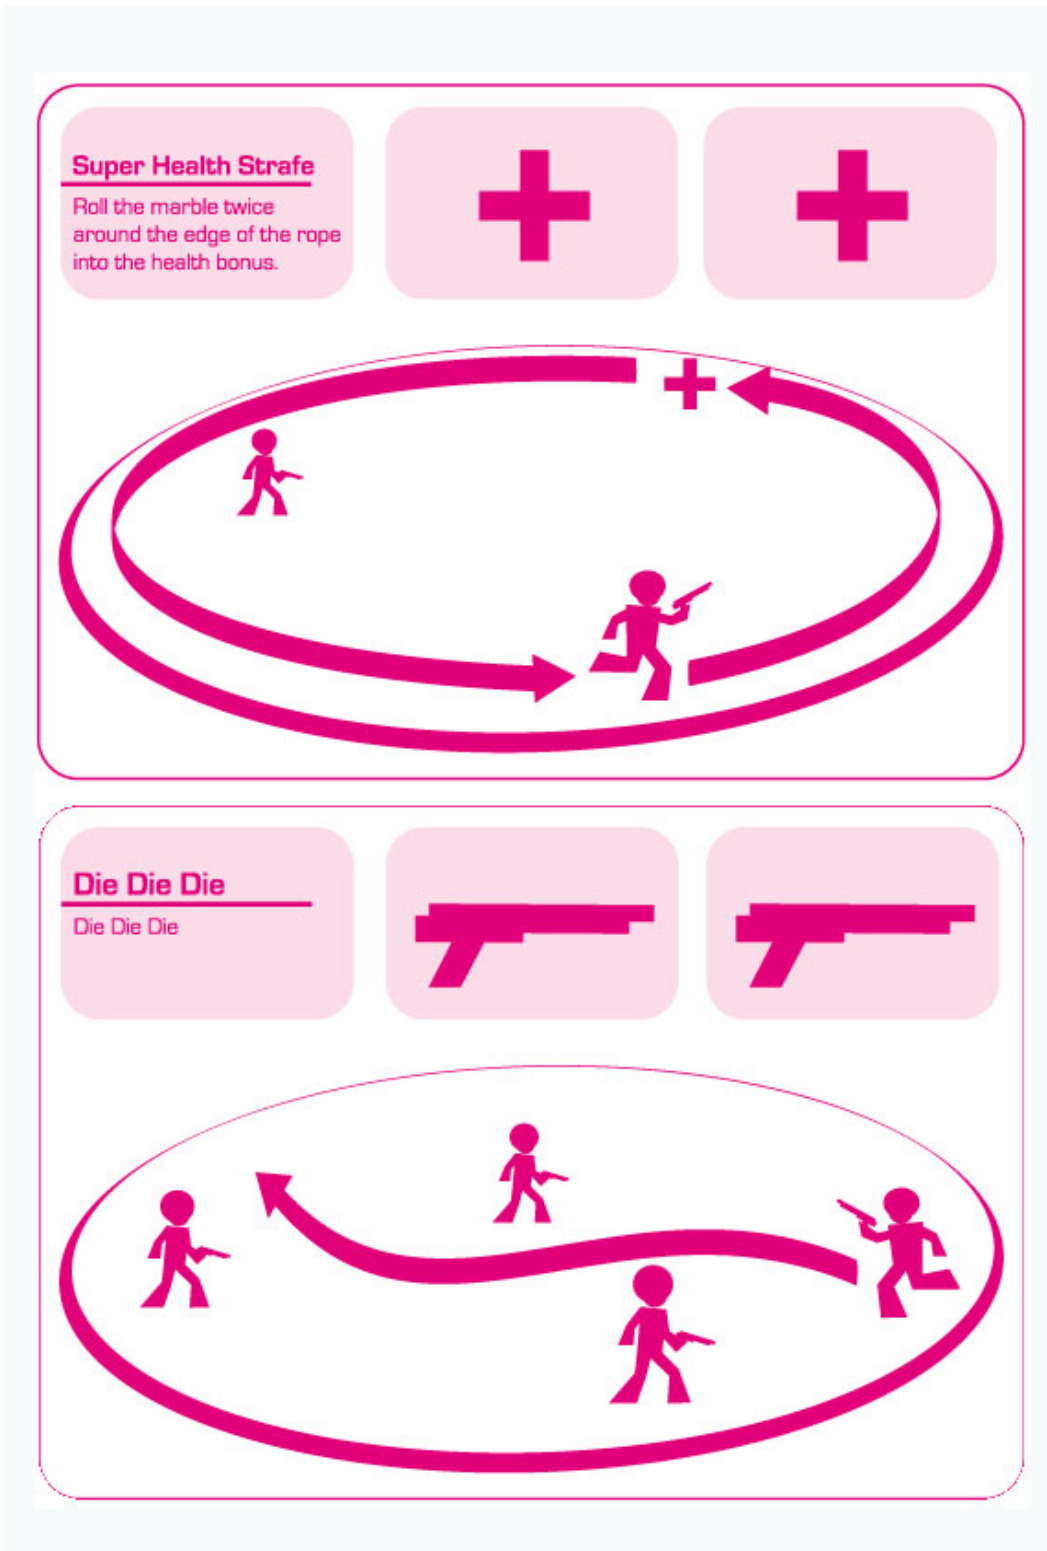 Super Health Strafe
Roll the marble twice
around the edge of the rope
into the health bonus.
Die Die Die
Die Die Die